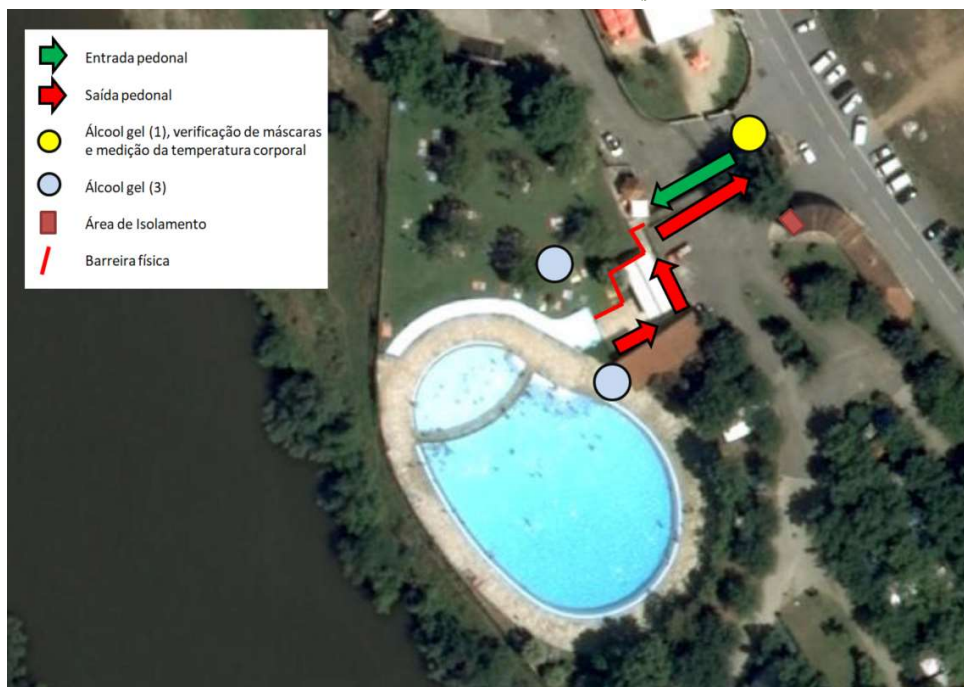 Entrada pedonal
Saída pedonal
Álcool gel (1), verificação de máscaras
e medição da temperatura corporal
Álcool gel (3)
Área de Isolamento
Barreira física